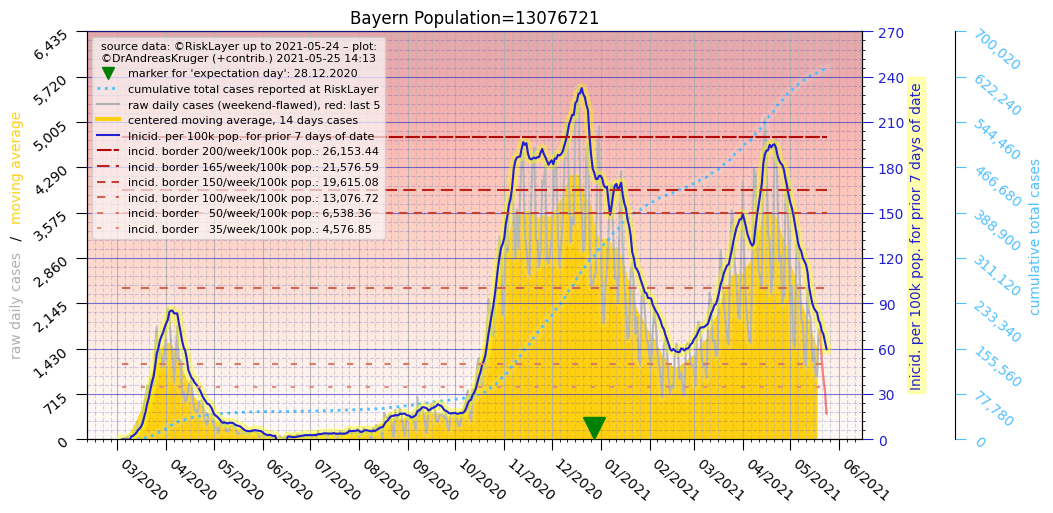 Bayern Population=13076721
source data: ©RiskLayer up to 2021-05-24 – plot:
©DrAndreasKruger (+contrib.) 2021-05-25 14:13
marker for 'expectation day': 28.12.2020
cumulative total cases reported at RiskLayer
raw daily cases (weekend-flawed), red: last 5
centered moving average, 14 days cases
Inicid. per 100k pop. for prior 7 days of date
incid. border 200/week/100k pop.: 26,153.44
incid. border 165/week/100k pop.: 21,576.59
incid. border 150/week/100k pop.: 19,615.08
incid. border 100/week/100k pop.: 13,076.72
incid. border   50/week/100k pop.: 6,538.36
incid. border   35/week/100k pop.: 4,576.85
raw daily cases   /   moving average
6,435
5,720
5,005
4,290
3,575
2,860
2,145
1,430
715
0
03/2020
04/2020
05/2020
06/2020
07/2020
08/2020
09/2020
10/2020
11/2020
12/2020
01/2021
02/2021
03/2021
04/2021
05/2021
06/2021
270
240
210
180
150
120
90
60
30
0
Inicid. per 100k pop. for prior 7 days of date
700,020
622,240
544,460
466,680
388,900
311,120
233,340
155,560
77,780
0
cumulative total cases